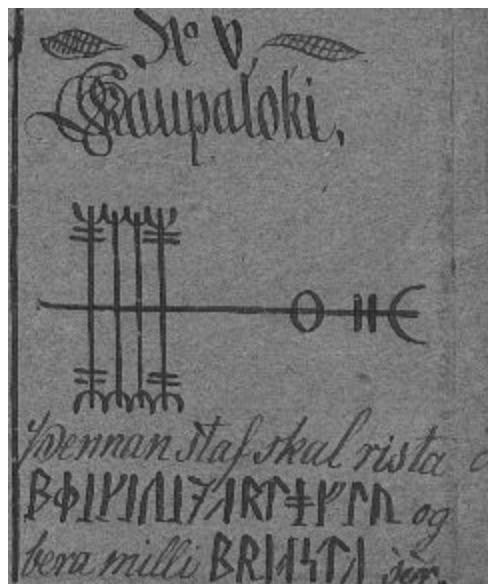 No V,
Kaupaloki,
Þennan staf skal rista
og
bera milli sér.